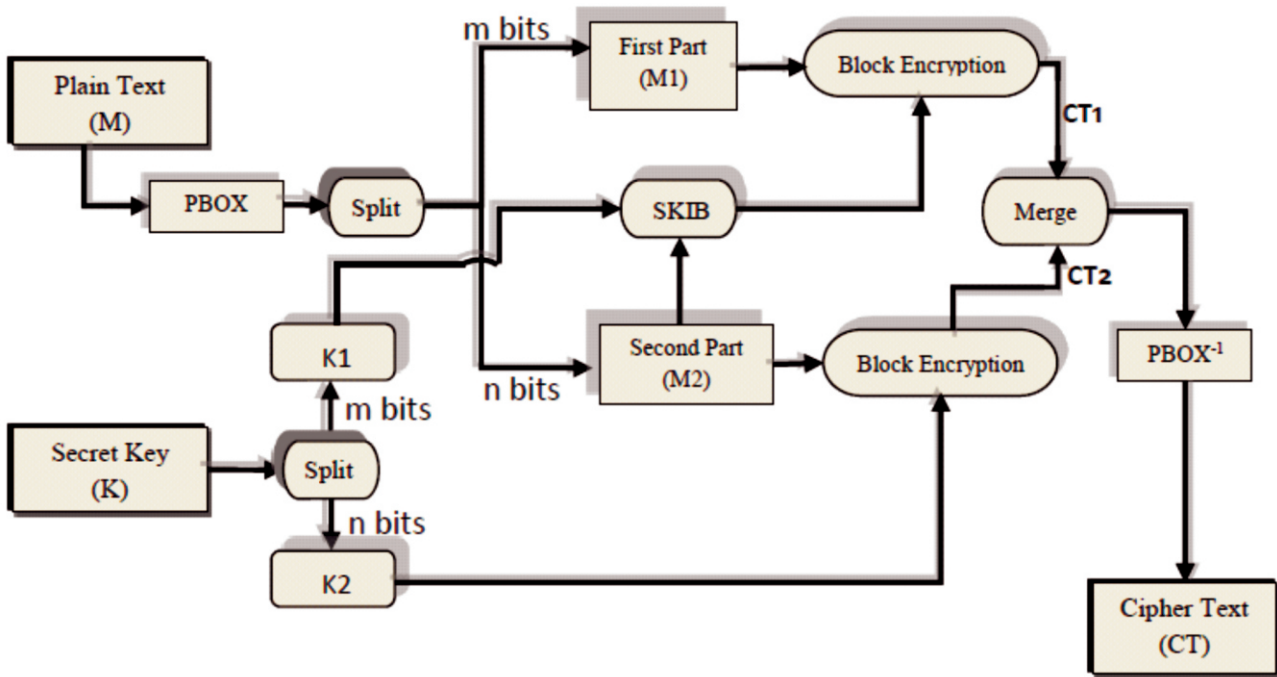 m bits
First Part
(M1)
Block Encryption
Plain Text
(M)
CT1
PBOX
Split
SKIB
Merge
CT2
K1
Second Part
(M2)
Block Encryption
PBOX-1
n bits
m bits
Secret Key
(K)
Split
n bits
K2
Cipher Text
(CT)